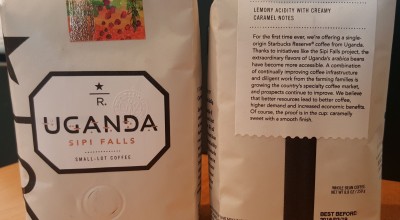 R.
UGANDA
SIPI FALLS
SMALL-LOT COFFEE
LEMONY ACIDITY WITH CREAMY
CARAMEL NOTES
For the first time ever, we're offering a single-
origin Starbucks Reserve® coffee from Uganda.
Thanks to initiatives like the Sipi Falls project, the
extraordinary flavors of Uganda's arabica beans
have become more accessible. A combination
of continually improving coffee infrastructure
and diligent work from the farming families is
growing the country's specialty coffee market,
and prospects continue to improve. We believe
that better resources lead to better coffee,
higher demand and increased economic benefits.
Of course, the proof is in the cup: caramelly
sweet with a smooth finish.
WHOLE BEAN COFFEE
BEST BEFORE